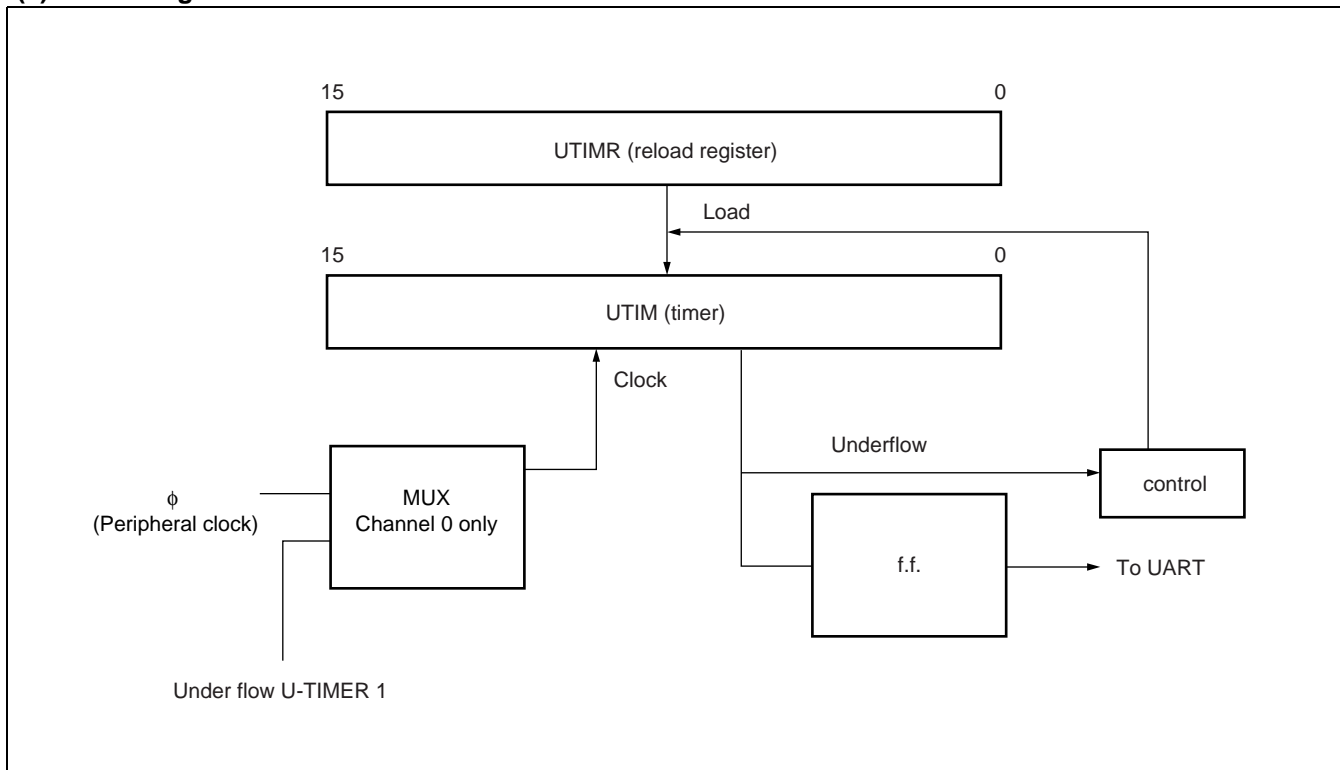 15 0
UTIMR (reload register)
Load
15 0
UTIM (timer)
Clock
Underflow
control
MUX
Channel 0 only
ϕ
(Peripheral clock)
f.f.
To UART
Under flow U-TIMER 1